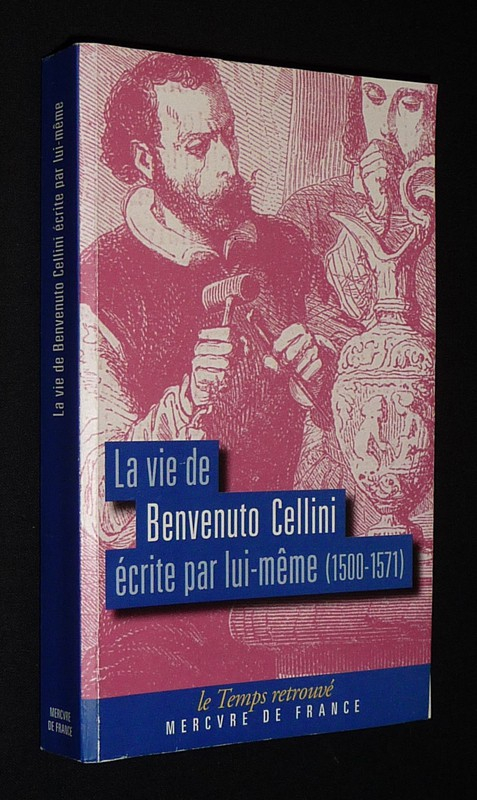 La vie de Benvenuto Cellini écrite par lui-même
MERCVRE
DE FRANCE
La vie de
Benvenuto Cellini
écrite par lui-même (1500-1571)
le Temps retrouvé
MERCVRE DE FRANCE